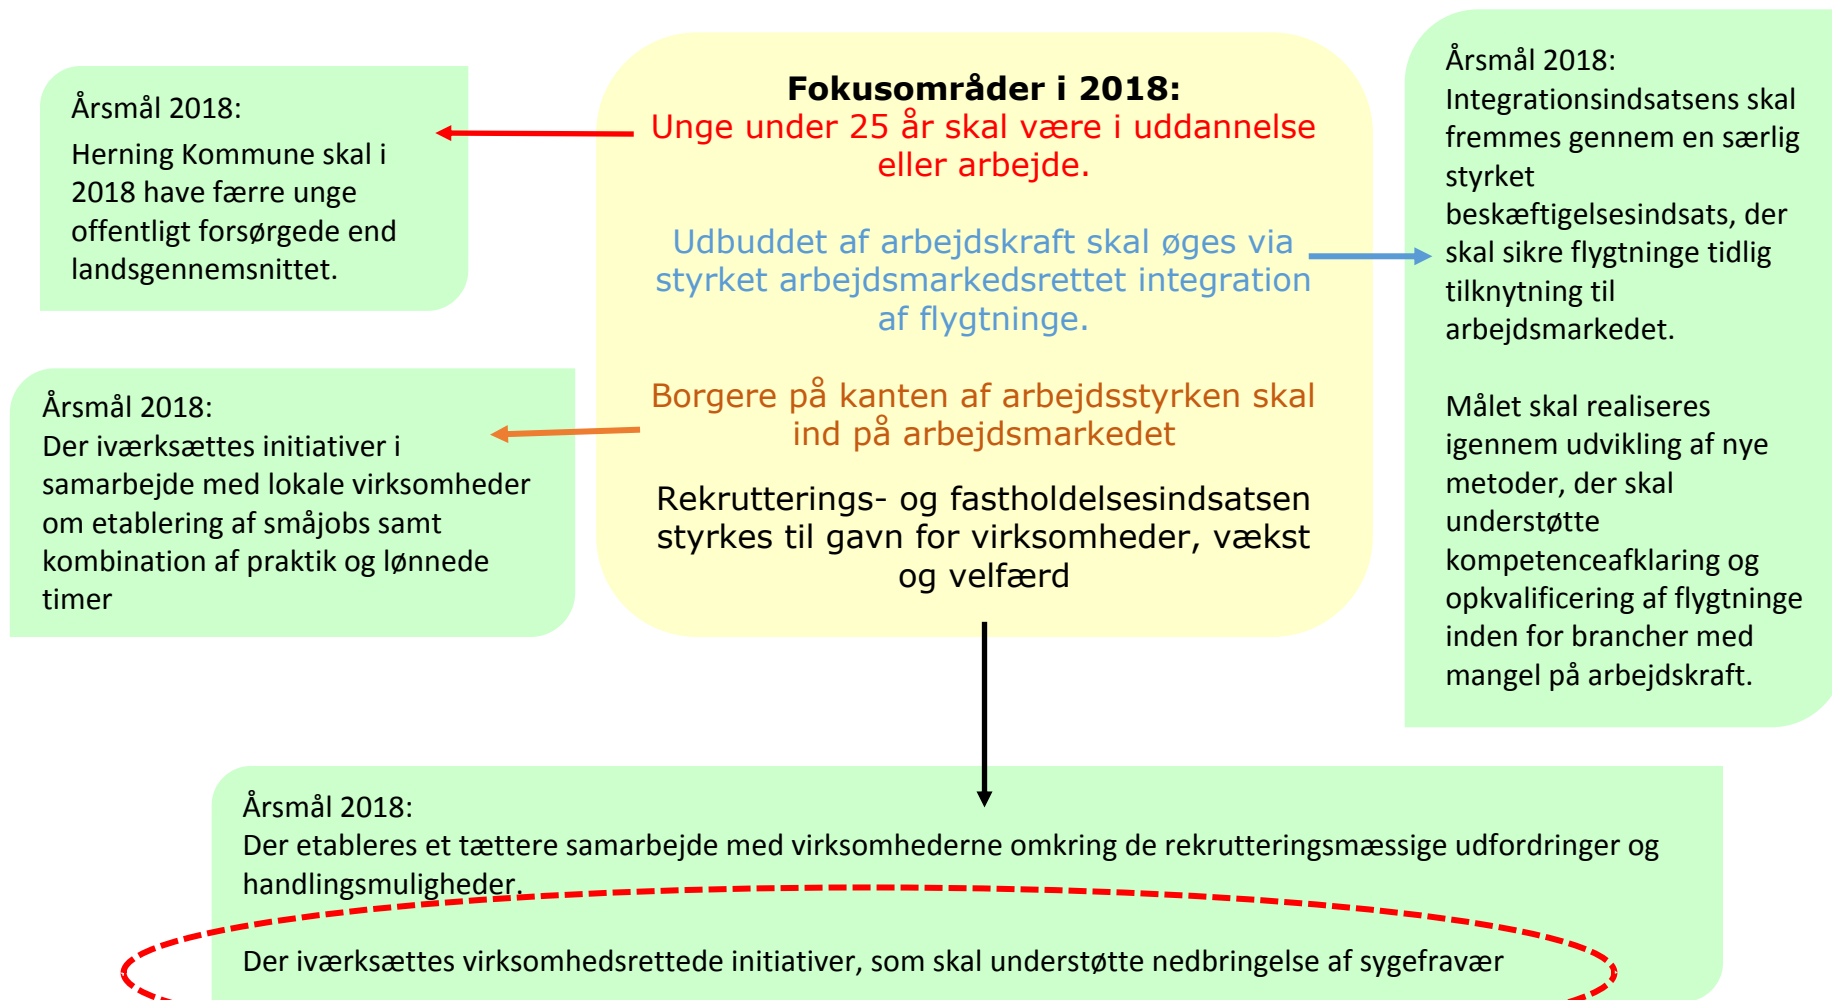 Årsmål 2018:
Herning Kommune skal i
2018 have færre unge
offentligt forsørgede end
landsgennemsnittet.
Fokusområder i 2018:
Unge under 25 år skal være i uddannelse
eller arbejde.
Udbuddet af arbejdskraft skal øges via
styrket arbejdsmarkedsrettet integration
af flygtninge.
Borgere på kanten af arbejdsstyrken skal
ind på arbejdsmarkedet
Rekrutterings- og fastholdelsesindsatsen
styrkes til gavn for virksomheder, vækst
og velfærd
Årsmål 2018:
Integrationsindsatsens skal
fremmes gennem en særlig
styrket
beskæftigelsesindsats, der
skal sikre flygtninge tidlig
tilknytning til
arbejdsmarkedet.
Målet skal realiseres
igennem udvikling af nye
metoder, der skal
understøtte
kompetenceafklaring og
opkvalificering af flygtninge
inden for brancher med
mangel på arbejdskraft.
Årsmål 2018:
Der iværksættes initiativer i
samarbejde med lokale virksomheder
om etablering af småjobs samt
kombination af praktik og lønnede
timer
Årsmål 2018:
Der etableres et tættere samarbejde med virksomhederne omkring de rekrutteringsmæssige udfordringer og
handlingsmuligheder.
Der iværksættes virksomhedsrettede initiativer, som skal understøtte nedbringelse af sygefravær